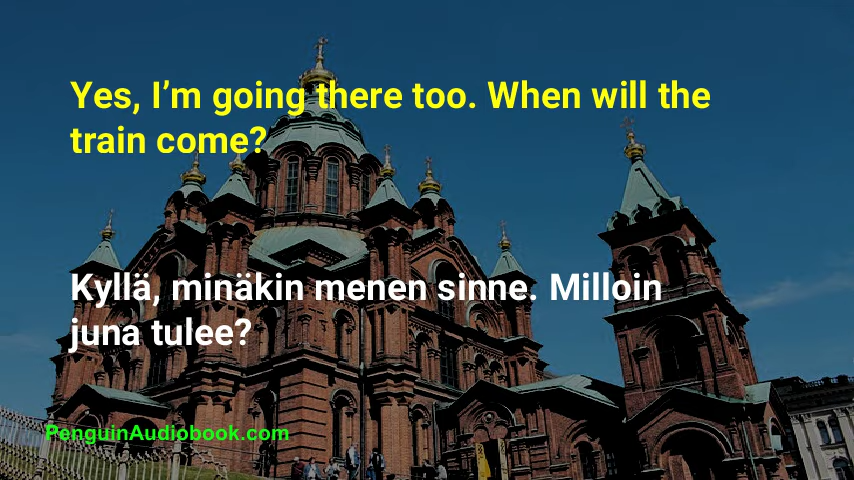 Yes, I’m going there too. When will the
train come?
Kyllä, minäkin menen sinne. Milloin
juna tulee?
PenguinAudiobook.com